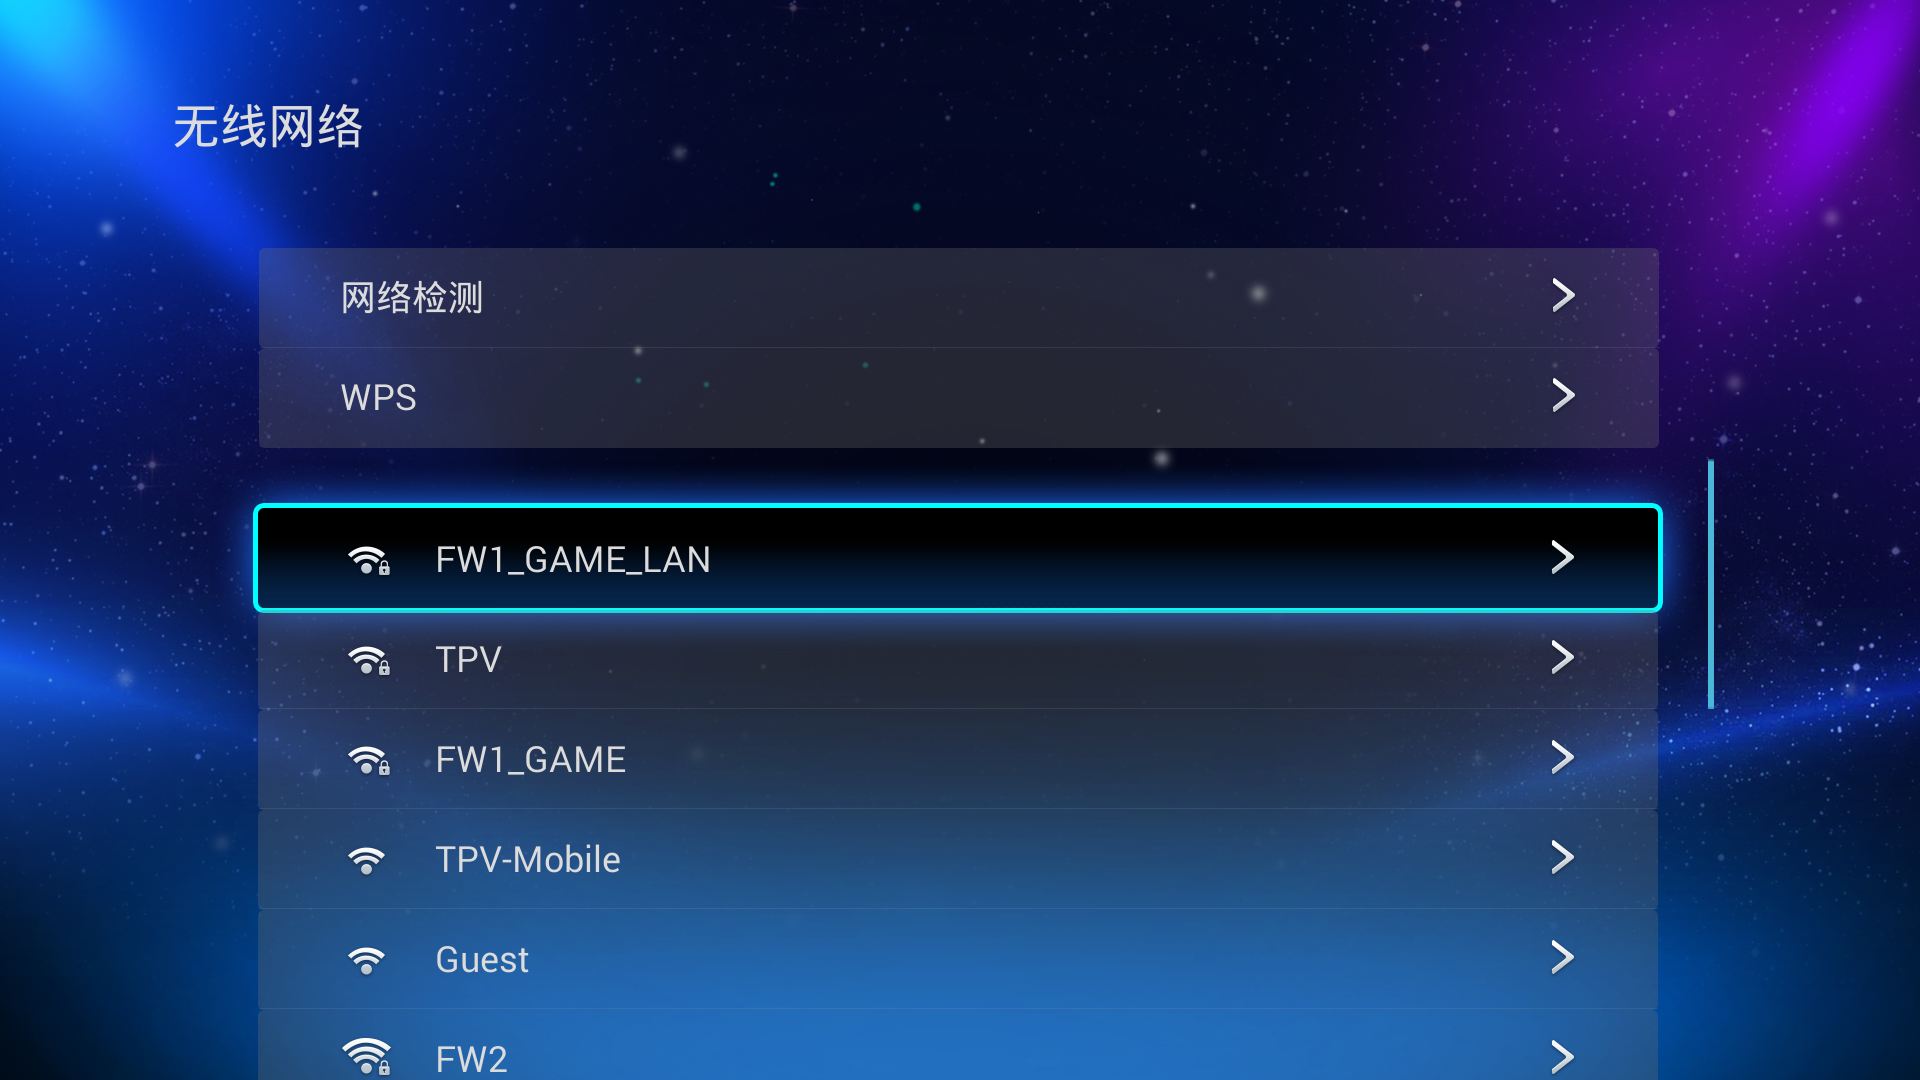 无线网络
网络检测
WPS
FW1_GAME_LAN
TPV
FW1_GAME
TPV-Mobile
Guest
FW2